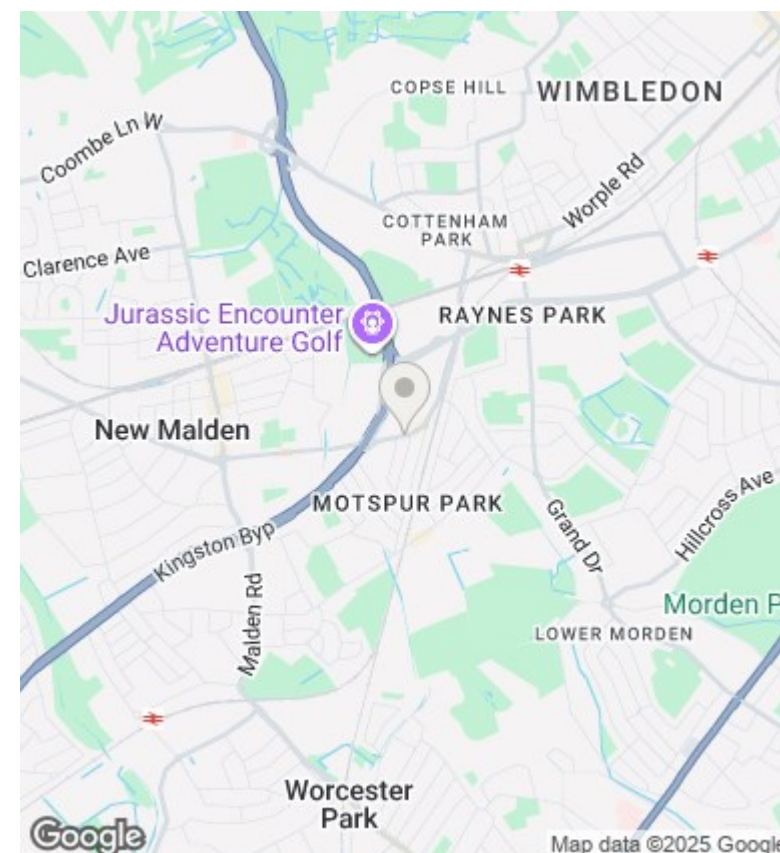 COPSE HILL
WIMBLEDON
Coombe Ln W
Worple Rd
COTTENHAM
PARK
Clarence Ave
Jurassic Encounter
Adventure Golf
RAYNES PARK
New Malden
MOTSPUR PARK
Hillcross Ave
Grand Dr
Kingston Byp
Malden Rd
Morden P
LOWER MORDEN
Worcester
Park
Google
Map data ©2025 Google